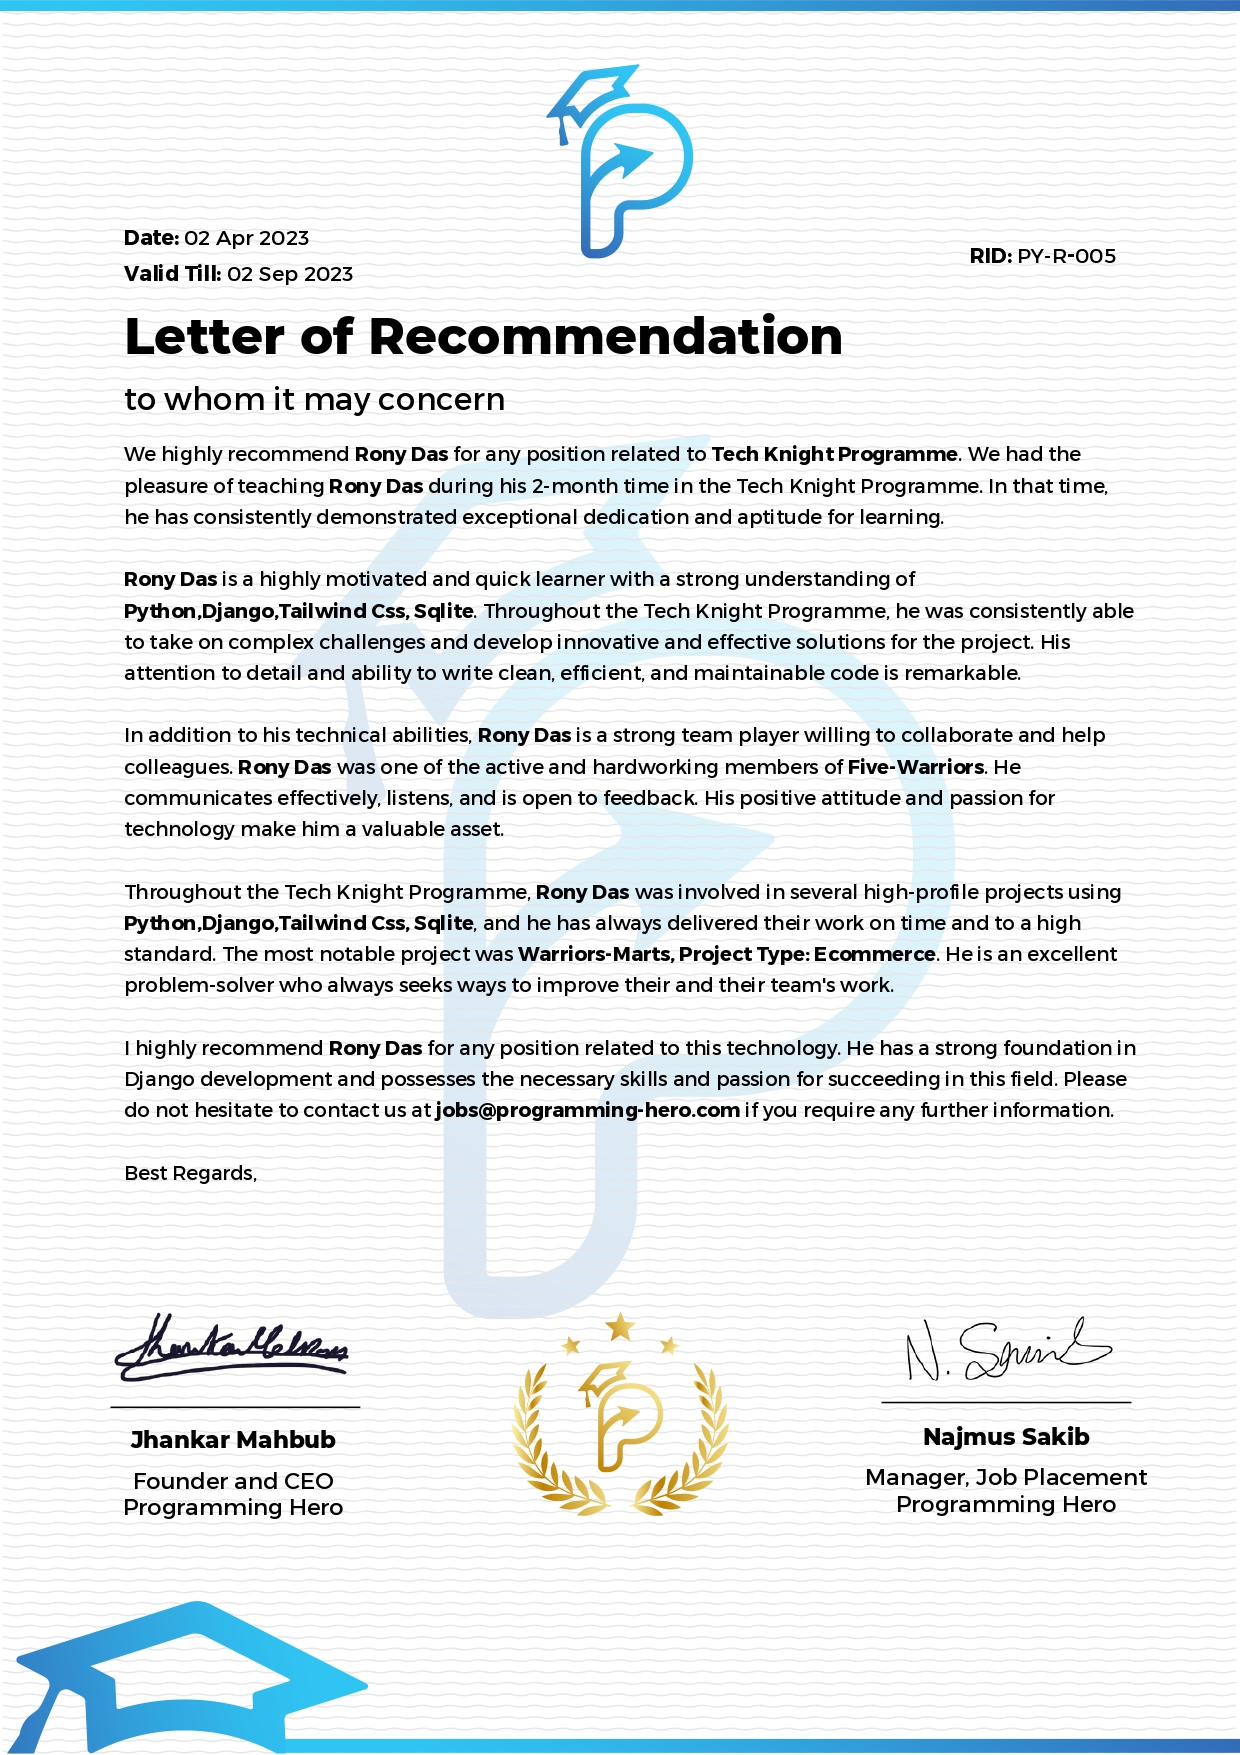 Date: 02 Apr 2023
Valid Till: 02 Sep 2023
RID: PY-R-005
Letter of Recommendation
to whom it may concern
We highly recommend Rony Das for any position related to Tech Knight Programme. We had the
pleasure of teaching Rony Das during his 2-month time in the Tech Knight Programme. In that time,
he has consistently demonstrated exceptional dedication and aptitude for learning.
Rony Das is a highly motivated and quick learner with a strong understanding of
Python,Django,Tailwind Css, Sqlite. Throughout the Tech Knight Programme, he was consistently able
to take on complex challenges and develop innovative and effective solutions for the project. His
attention to detail and ability to write clean, efficient, and maintainable code is remarkable.
In addition to his technical abilities, Rony Das is a strong team player willing to collaborate and help
colleagues. Rony Das was one of the active and hardworking members of Five-Warriors. He
communicates effectively, listens, and is open to feedback. His positive attitude and passion for
technology make him a valuable asset.
Throughout the Tech Knight Programme, Rony Das was involved in several high-profile projects using
Python,Django,Tailwind Css, Sqlite, and he has always delivered their work on time and to a high
standard. The most notable project was Warriors-Marts, Project Type: Ecommerce. He is an excellent
problem-solver who always seeks ways to improve their and their team's work.
I highly recommend Rony Das for any position related to this technology. He has a strong foundation in
Django development and possesses the necessary skills and passion for succeeding in this field. Please
do not hesitate to contact us at jobs@programming-hero.com if you require any further information.
Best Regards,
Jhankar Mahbub
Founder and CEO
Programming Hero
N. Sakib
Najmus Sakib
Manager, Job Placement
Programming Hero